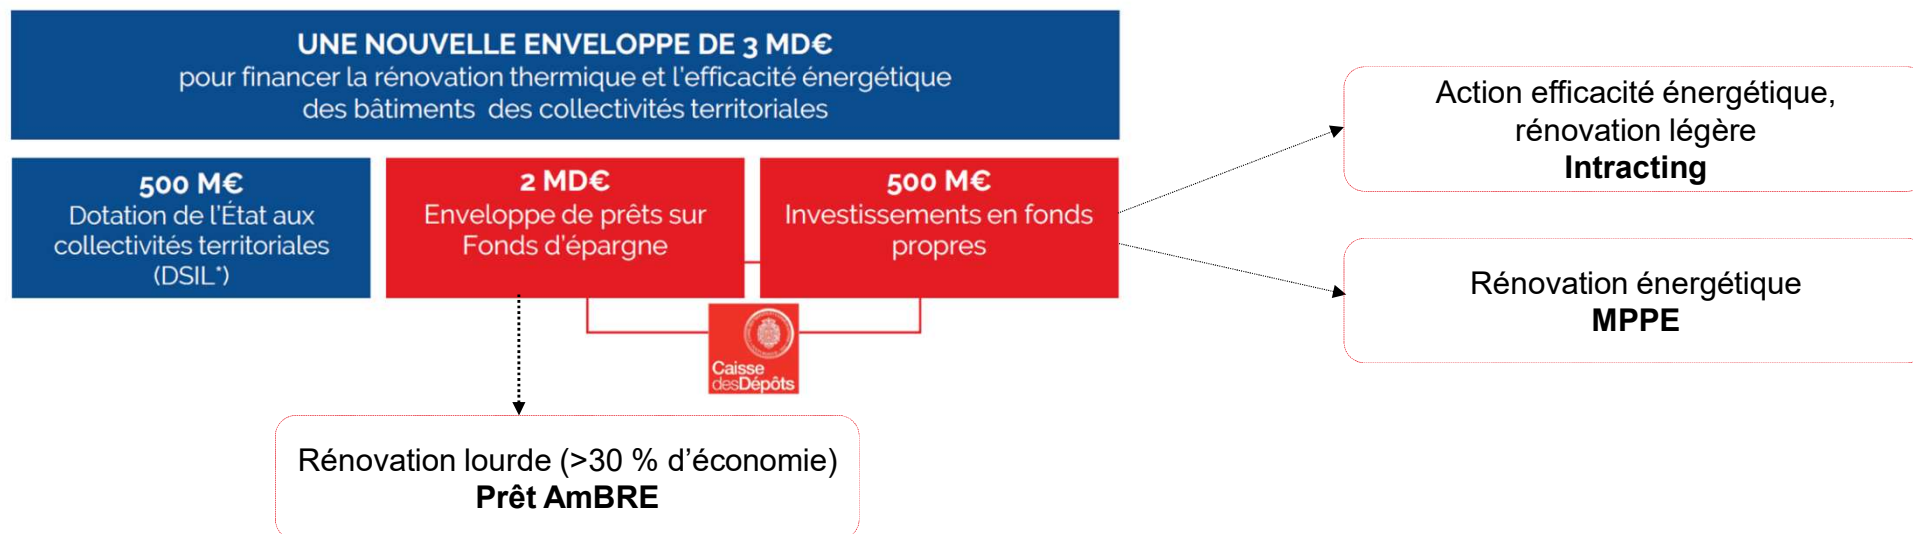 UNE NOUVELLE ENVELOPPE DE 3 MD€
pour financer la rénovation thermique et l'efficacité énergétique
des bâtiments des collectivités territoriales
500 M€
Dotation de l'État aux
collectivités territoriales
(DSIL*)
2 MD€
Enveloppe de prêts sur
Fonds d'épargne
500 M€
Investissements en fonds
propres
Action efficacité énergétique,
rénovation légère
Intracting
Rénovation énergétique
MPPE
Caisse
desDépôts
Rénovation lourde (>30 % d’économie)
Prêt AmBRE